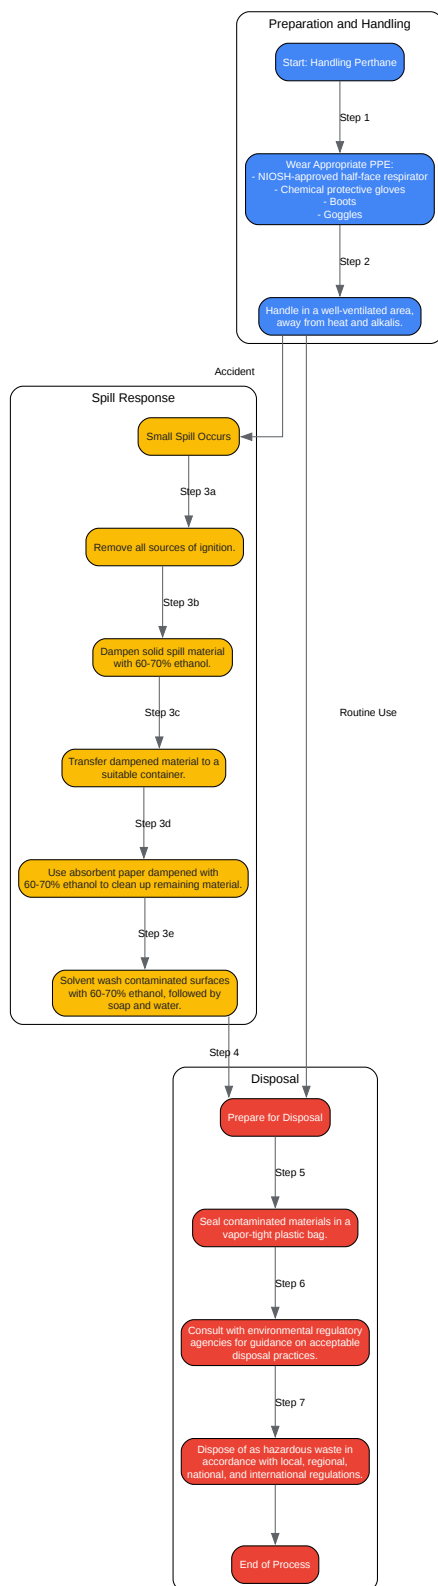 Preparation and Handling
Start: Handling Perthane
Step 1
Wear Appropriate PPE:
- NIOSH-approved half-face respirator
- Chemical protective gloves
- Boots
- Goggles
Step 2
Handle in a well-ventilated area,
away from heat and alkalis.
Accident
Spill Response
Small Spill Occurs
Step 3a
Remove all sources of ignition.
Step 3b
Dampen solid spill material
with 60-70% ethanol.
Step 3c
Routine Use
Transfer dampened material to a
suitable container.
Step 3d
Use absorbent paper dampened with
60-70% ethanol to clean up remaining material.
Step 3e
Solvent wash contaminated surfaces
with 60-70% ethanol, followed by
soap and water.
Step 4
Disposal
Prepare for Disposal
Step 5
Seal contaminated materials in a
vapor-tight plastic bag.
Step 6
Consult with environmental regulatory
agencies for guidance on acceptable
disposal practices.
Step 7
Dispose of as hazardous waste in
accordance with local, regional,
national, and international regulations.
End of Process